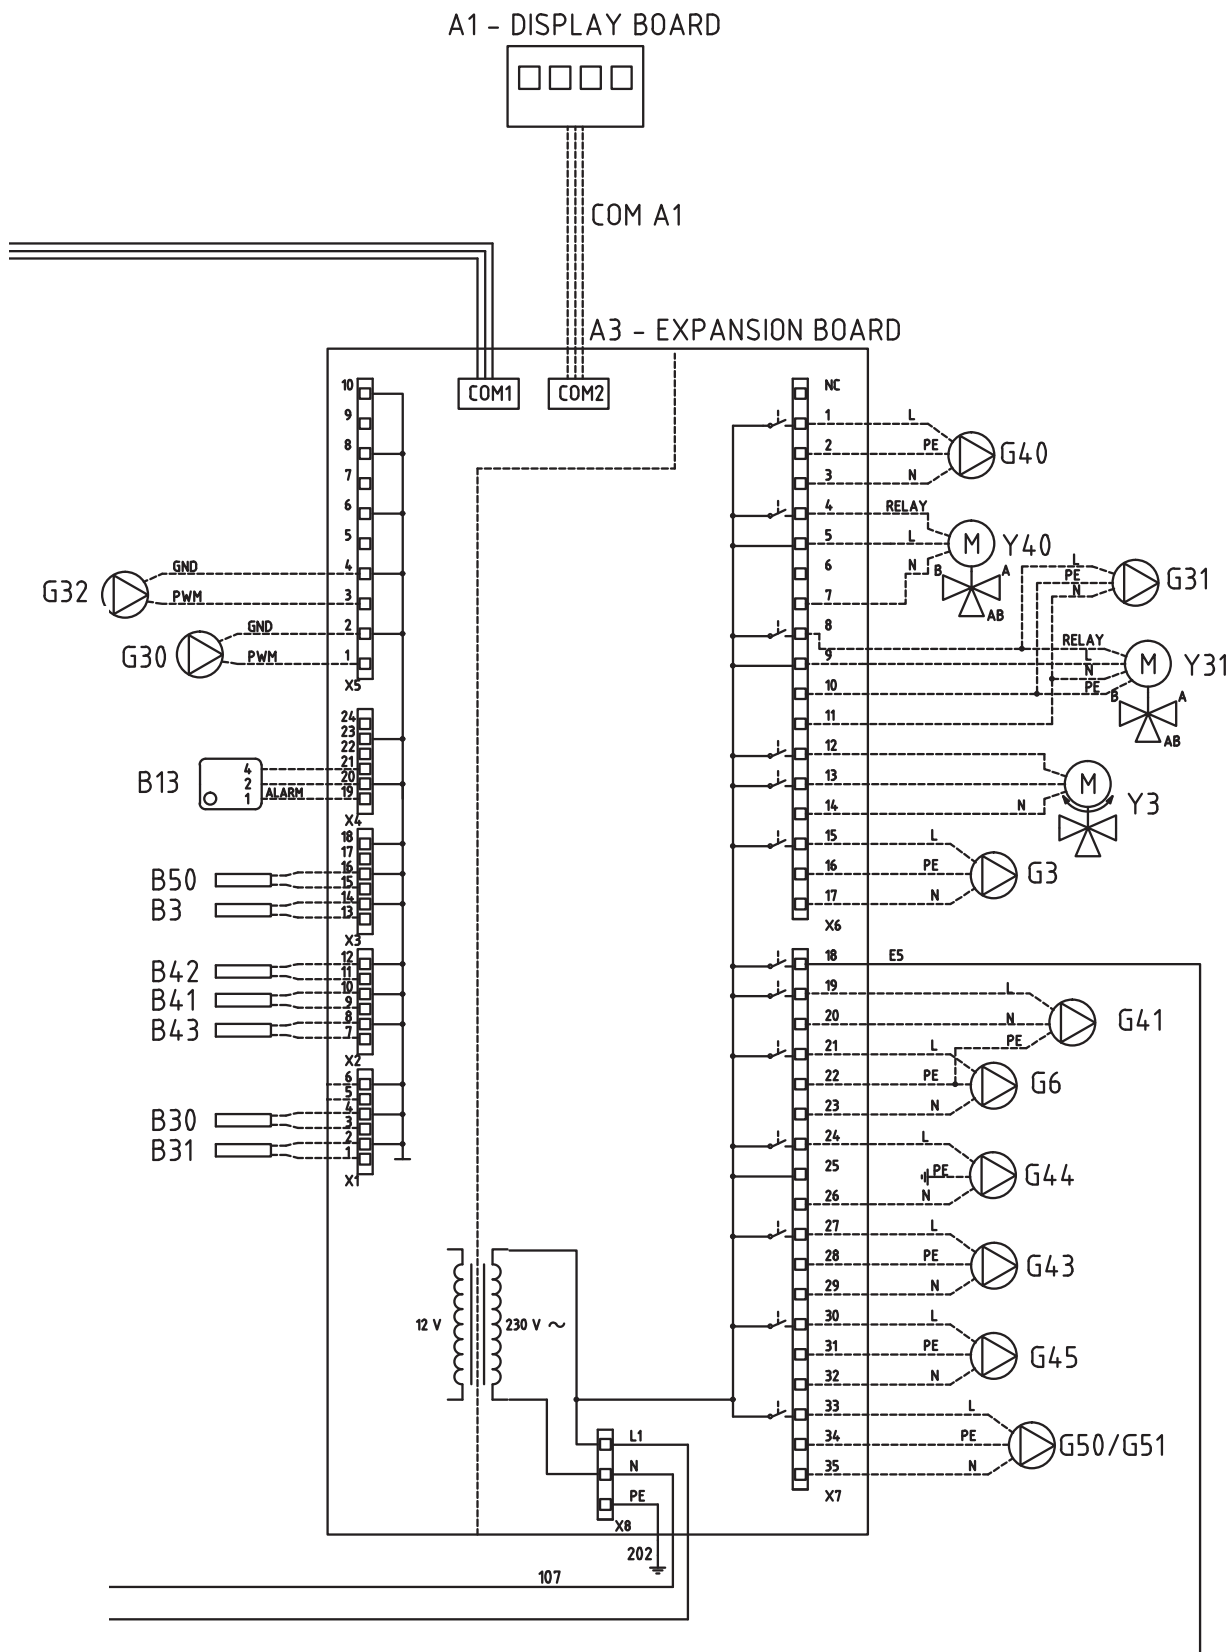 A1 - DISPLAY BOARD
COM A1
A3 - EXPANSION BOARD
COM1
COM2
10
9
8
7
6
5
4
3
2
1
X5
GND
G32
PWM
GND
G30
PWM
24
23
22
21
20
19
X4
B13
4
2
1
ALARM
18
17
16
15
14
13
X3
B50
B3
12
11
10
9
8
7
X2
B42
B41
B43
6
5
4
3
2
1
X1
B30
B31
NC
1 L
2 PE G40
3 N
4 RELAY
5 L M Y40
6 N B A
7 AB
L
PE
N
G31
8 RELAY
9 L M Y31
N
10 PE B A
11 AB
12
13 M
14 N Y3
15 L
16 PE G3
17 N
X6
18 E5
19 L
20 N G41
PE
21 L
22 PE G6
23 N
24 L
25 PE G44
26 N
27 L
28 PE G43
29 N
30 L
31 PE G45
32 N
33 L
34 PE G50/G51
35 N
X7
12 V
230 V ~
L1
N
PE
X8
202
107